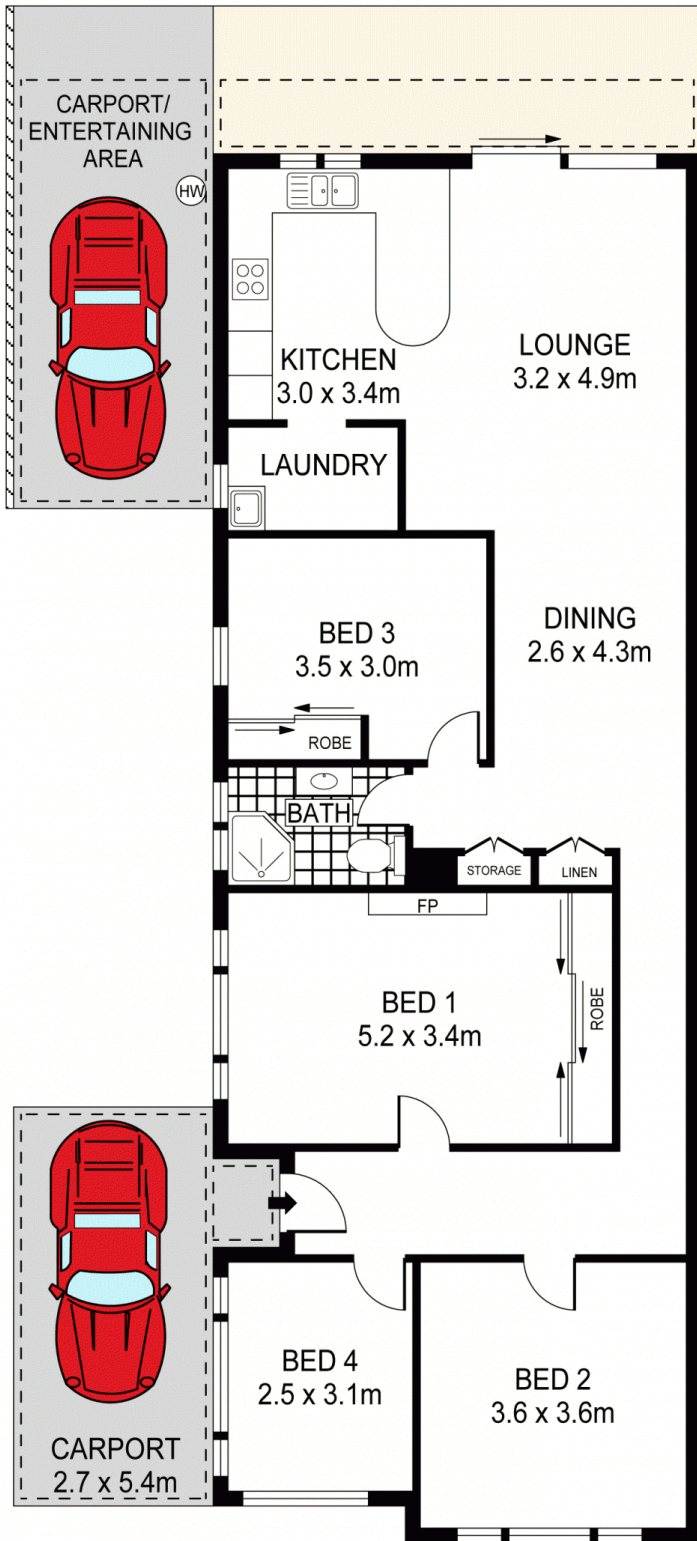 CARPORT/
ENTERTAINING
AREA
HW
KITCHEN
3.0 x 3.4m
LOUNGE
3.2 x 4.9m
LAUNDRY
BED 3
3.5 x 3.0m
ROBE
DINING
2.6 x 4.3m
BATH
STORAGE
LINEN
FP
BED 1
5.2 x 3.4m
ROBE
BED 4
2.5 x 3.1m
BED 2
3.6 x 3.6m
CARPORT
2.7 x 5.4m